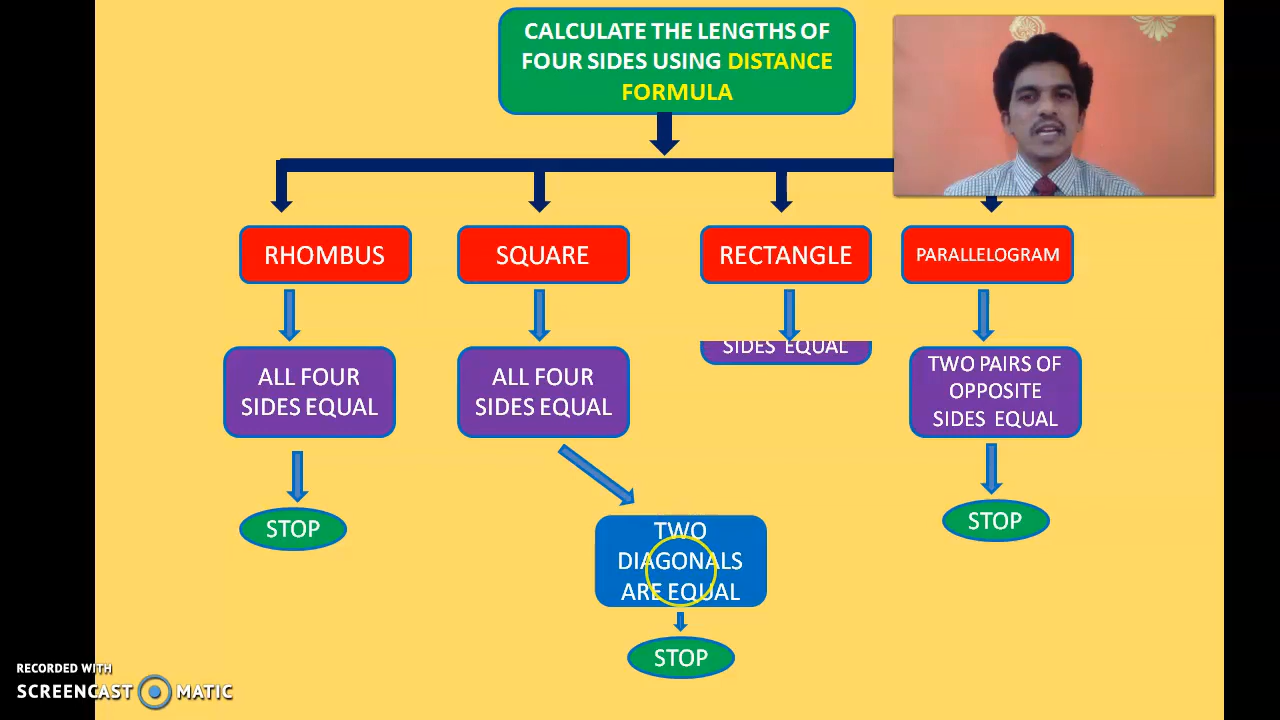 CALCULATE THE LENGTHS OF
FOUR SIDES USING DISTANCE
FORMULA
RHOMBUS
SQUARE
RECTANGLE
PARALLELOGRAM
ALL FOUR
SIDES EQUAL
ALL FOUR
SIDES EQUAL
SIDES EQUAL
TWO PAIRS OF
OPPOSITE
SIDES EQUAL
STOP
TWO
DIAGONALS
ARE EQUAL
STOP
STOP
RECORDED WITH
SCREENCAST MATIC